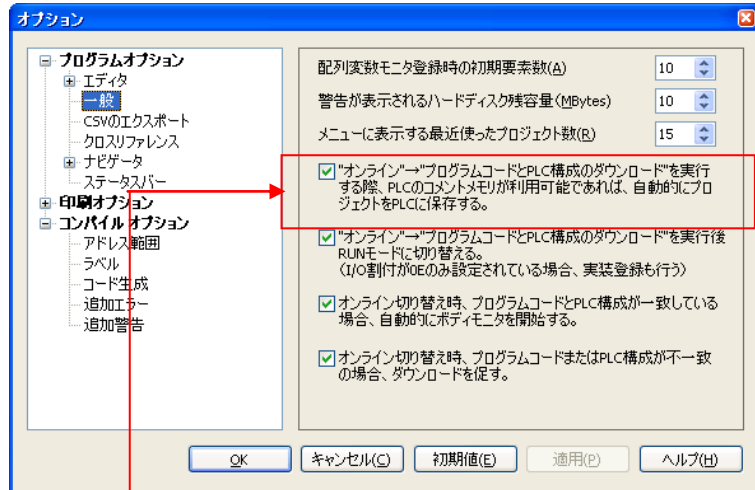 オプション
プログラムオプション
エディタ
一般
CSVのエクスポート
クロスリファレンス
ナビゲータ
ステータスバー
印刷オプション
コンパイル オプション
アドレス範囲
ラベル
コード生成
追加エラー
追加警告
配列変数モニタ登録時の初期要素数(A)
10
警告が表示されるハードディスク残容量(MBytes)
10
メニューに表示する最近使ったプロジェクト数(R)
15
"オンライン"→"プログラムコードとPLC構成のダウンロード"を実行
する際、PLCのコメントメモリが利用可能であれば、自動的にプロ
ジェクトをPLCに保存する。
"オンライン"→"プログラムコードとPLC構成のダウンロード"を実行後
RUNモードに切り替える。
(I/O割付がOEのみ設定されている場合、実装登録も行う)
オンライン切り替え時、プログラムコードとPLC構成が一致している
場合、自動的にボディモニタを開始する。
オンライン切り替え時、プログラムコードまたはPLC構成が不一致
の場合、ダウンロードを促す。
OK
キャンセル(C)
初期値(E)
適用(P)
ヘルプ(H)